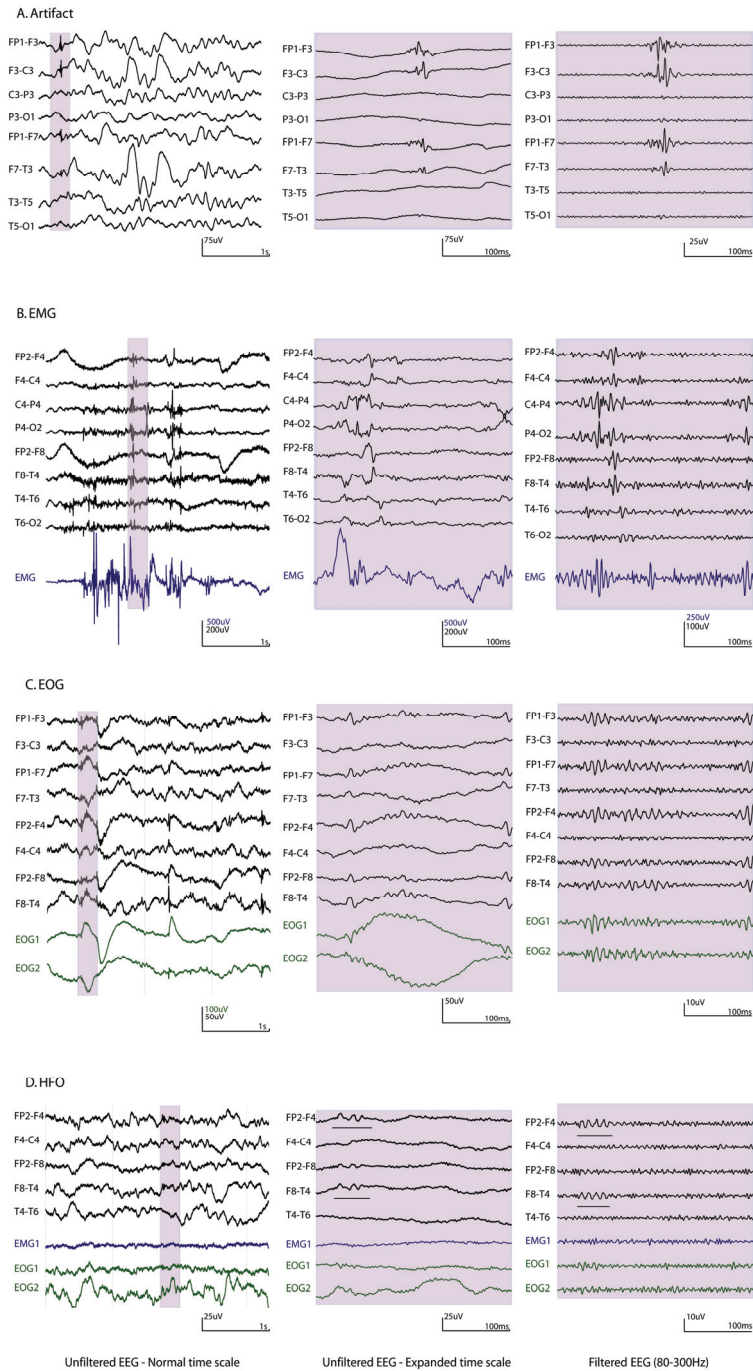 A. Artifact
FP1-F3
F3-C3
C3-P3
P3-O1
FP1-F7
F7-T3
T3-T5
T5-O1
75uV
1s
FP1-F3
F3-C3
C3-P3
P3-O1
FP1-F7
F7-T3
T3-T5
T5-O1
75uV
100ms
FP1-F3
F3-C3
C3-P3
P3-O1
FP1-F7
F7-T3
T3-T5
T5-O1
25uV
100ms
B. EMG
FP2-F4
F4-C4
C4-P4
P4-O2
FP2-F8
F8-T4
T4-T6
T6-O2
EMG
500uV
200uV
1s
FP2-F4
F4-C4
C4-P4
P4-O2
FP2-F8
F8-T4
T4-T6
T6-O2
EMG
500uV
200uV
100ms
FP2-F4
F4-C4
C4-P4
P4-O2
FP2-F8
F8-T4
T4-T6
T6-O2
EMG
250uV
100uV
100ms
C. EOG
FP1-F3
F3-C3
FP1-F7
F7-T3
FP2-F4
F4-C4
FP2-F8
F8-T4
EOG1
EOG2
100uV
50uV
1s
FP1-F3
F3-C3
FP1-F7
F7-T3
FP2-F4
F4-C4
FP2-F8
F8-T4
EOG1
EOG2
50uV
100ms
FP1-F3
F3-C3
FP1-F7
F7-T3
FP2-F4
F4-C4
FP2-F8
F8-T4
EOG1
EOG2
10uV
100ms
D. HFO
FP2-F4
F4-C4
FP2-F8
F8-T4
T4-T6
EMG1
EOG1
EOG2
25uV
1s
FP2-F4
F4-C4
FP2-F8
F8-T4
T4-T6
EMG1
EOG1
EOG2
25uV
100ms
FP2-F4
F4-C4
FP2-F8
F8-T4
T4-T6
EMG1
EOG1
EOG2
10uV
100ms
Unfiltered EEG - Normal time scale
Unfiltered EEG - Expanded time scale
Filtered EEG (80-300Hz)